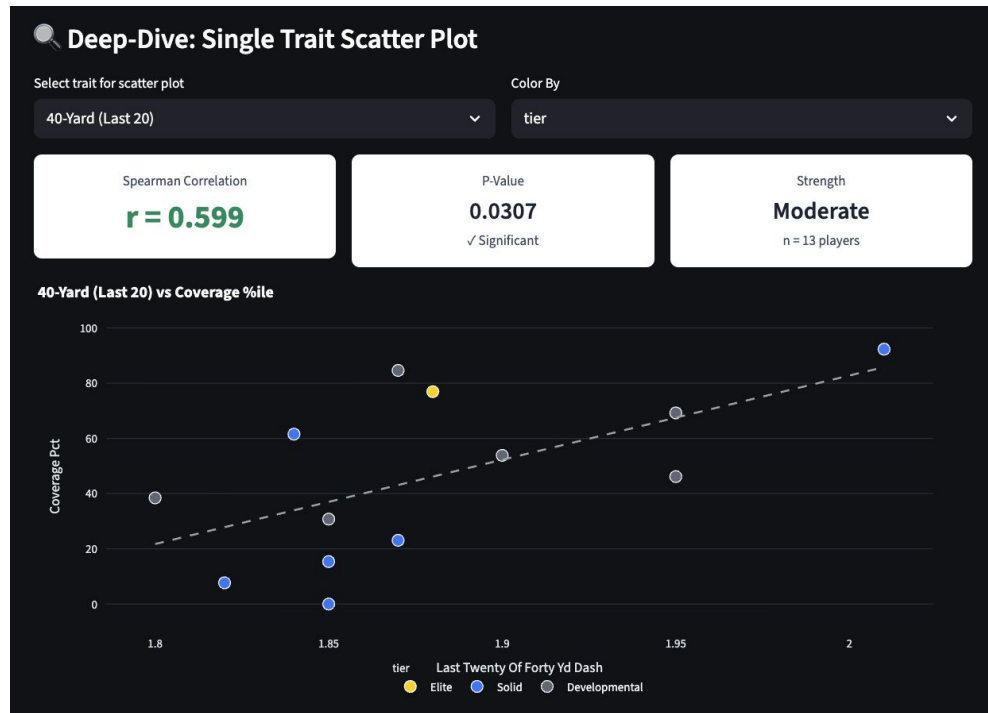 Deep-Dive: Single Trait Scatter Plot
Select trait for scatter plot
Color By
40-Yard (Last 20)
tier
Spearman Correlation
r = 0.599
P-Value
0.0307
✓ Significant
Strength
Moderate
n = 13 players
40-Yard (Last 20) vs Coverage %ile
Coverage Pct
100
80
60
40
20
0
1.8
1.85
1.9
1.95
2
Last Twenty Of Forty Yd Dash
tier
Elite
Solid
Developmental